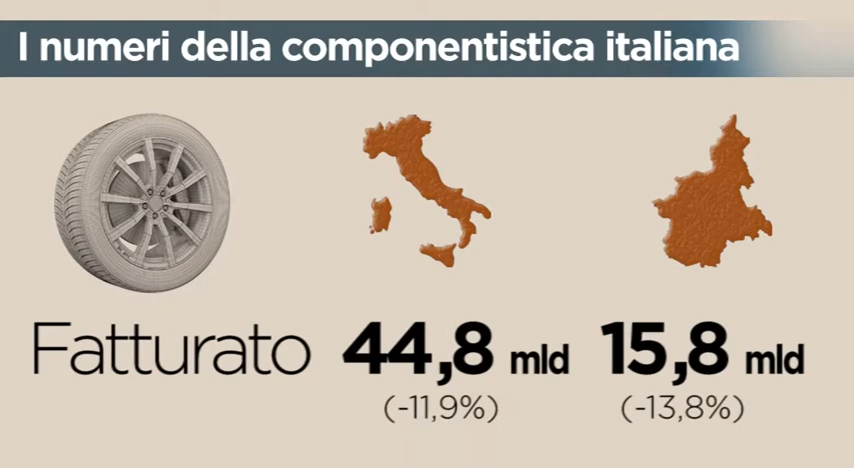 I numeri della componentistica italiana
Fatturato 44,8 mld 15,8 mld
(-11,9%) (-13,8%)